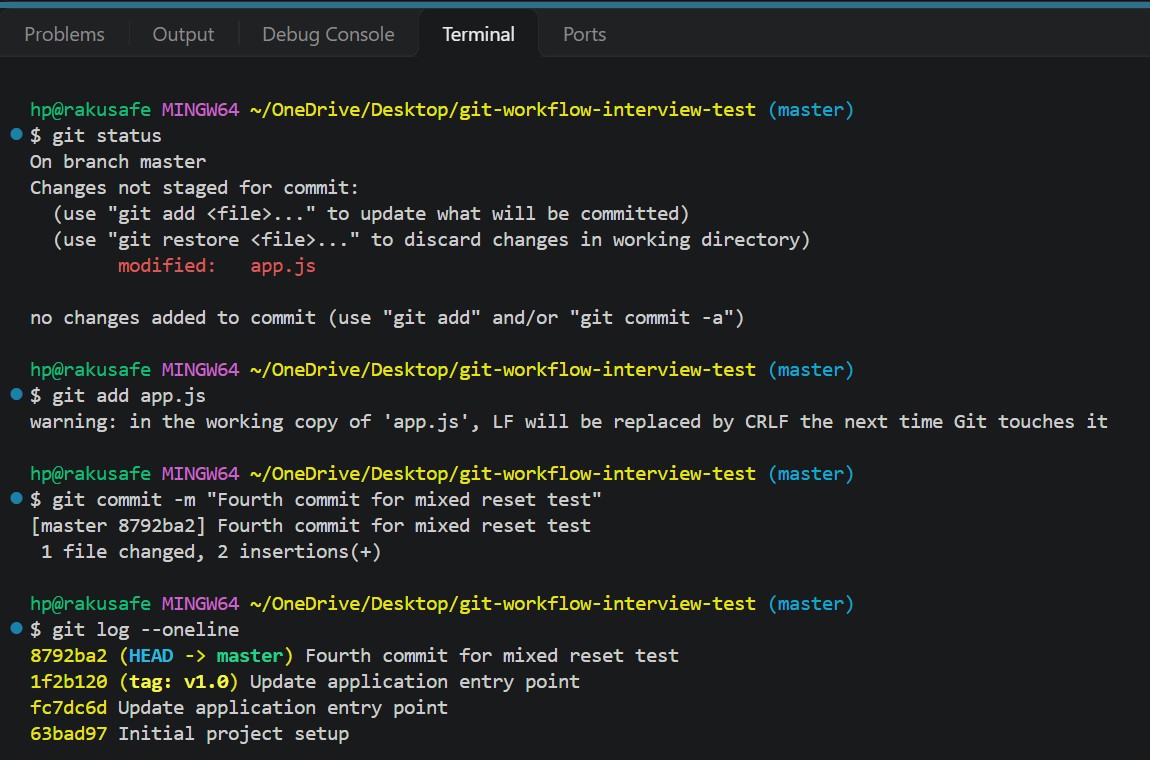 Problems Output Debug Console Terminal Ports
hp@rakusafe MINGW64 ~/OneDrive/Desktop/git-workflow-interview-test (master)
$ git status
On branch master
Changes not staged for commit:
  (use "git add <file>..." to update what will be committed)
  (use "git restore <file>..." to discard changes in working directory)
        modified:   app.js
no changes added to commit (use "git add" and/or "git commit -a")
hp@rakusafe MINGW64 ~/OneDrive/Desktop/git-workflow-interview-test (master)
$ git add app.js
warning: in the working copy of 'app.js', LF will be replaced by CRLF the next time Git touches it
hp@rakusafe MINGW64 ~/OneDrive/Desktop/git-workflow-interview-test (master)
$ git commit -m "Fourth commit for mixed reset test"
[master 8792ba2] Fourth commit for mixed reset test
 1 file changed, 2 insertions(+)
hp@rakusafe MINGW64 ~/OneDrive/Desktop/git-workflow-interview-test (master)
$ git log --oneline
8792ba2 (HEAD -> master) Fourth commit for mixed reset test
1f2b120 (tag: v1.0) Update application entry point
fc7dc6d Update application entry point
63bad97 Initial project setup